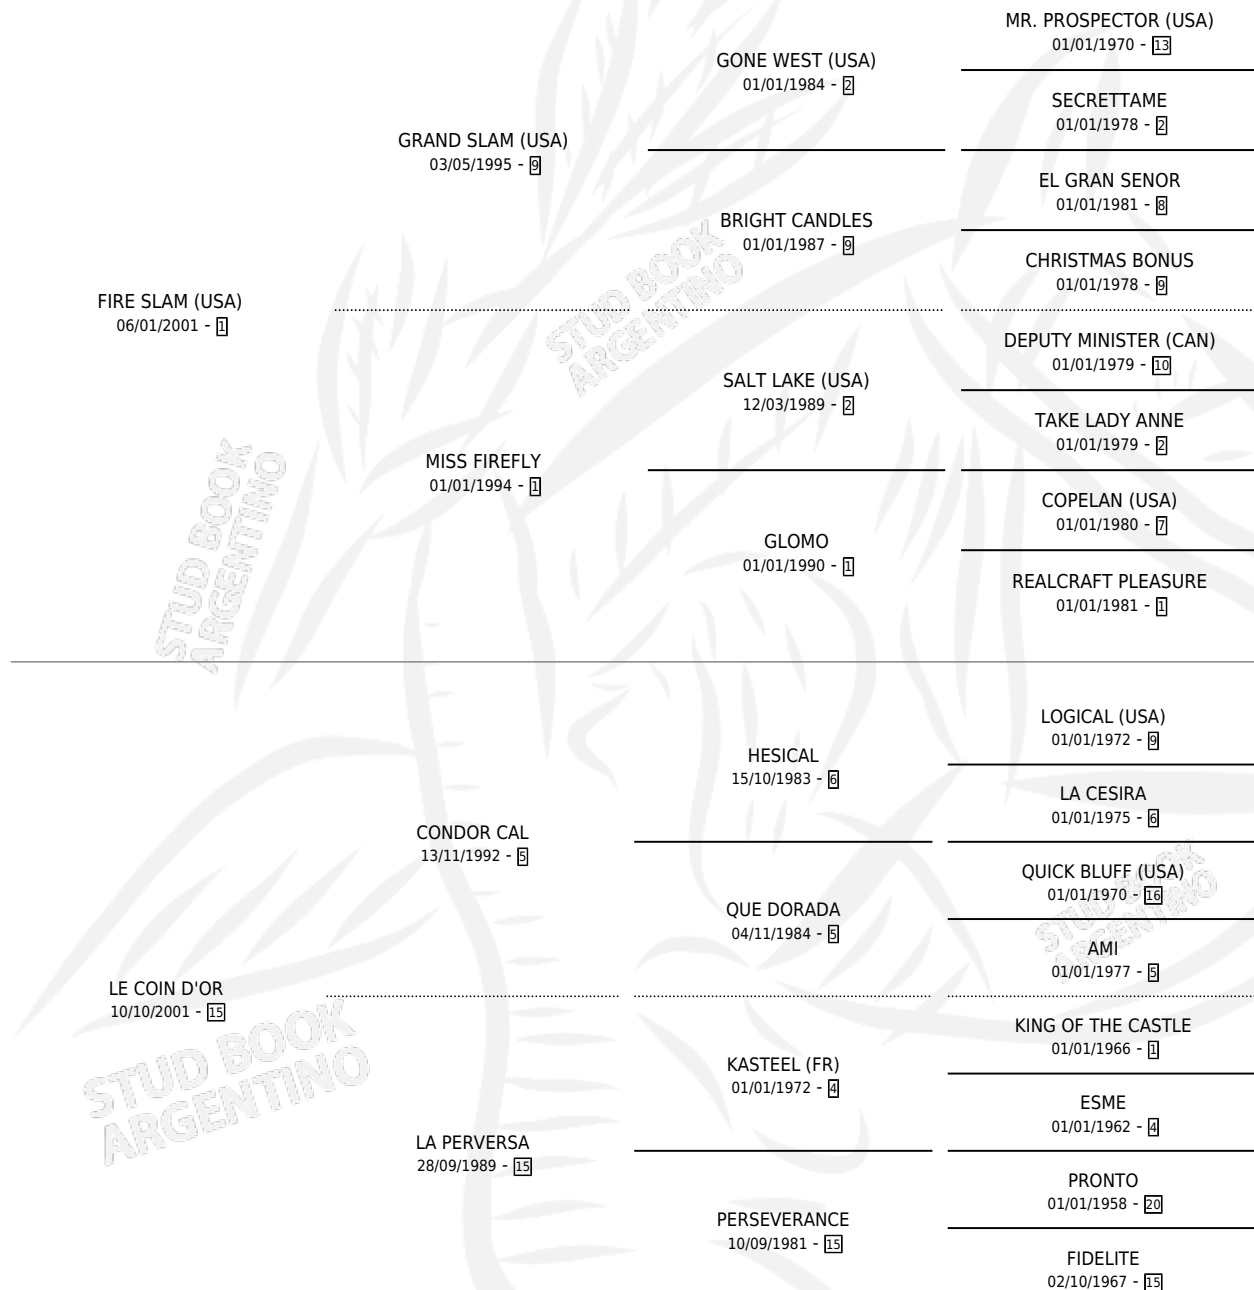 MR. PROSPECTOR (USA)
01/01/1970 - 13
GONE WEST (USA)
01/01/1984 - 2
SECRETTAME
01/01/1978 - 2
GRAND SLAM (USA)
03/05/1995 - 9
EL GRAN SENOR
01/01/1981 - 8
BRIGHT CANDLES
01/01/1987 - 9
CHRISTMAS BONUS
01/01/1978 - 9
FIRE SLAM (USA)
06/01/2001 - 1
STUD BOOK
ARGENTINO
DEPUTY MINISTER (CAN)
01/01/1979 - 10
SALT LAKE (USA)
12/03/1989 - 2
TAKE LADY ANNE
01/01/1979 - 2
MISS FIREFLY
01/01/1994 - 1
COPELAN (USA)
01/01/1980 - 7
GLOMO
01/01/1990 - 1
REALCRAFT PLEASURE
01/01/1981 - 1
STUD BOOK
ARGENTINO
LOGICAL (USA)
01/01/1972 - 9
HESICAL
15/10/1983 - 6
LA CESIRA
01/01/1975 - 6
CONDOR CAL
13/11/1992 - 5
QUICK BLUFF (USA)
01/01/1970 - 16
QUE DORADA
04/11/1984 - 5
STUD BOOK
ARGENTINO
AMI
01/01/1977 - 5
LE COIN D'OR
10/10/2001 - 15
KING OF THE CASTLE
01/01/1966 - 1
KASTEEL (FR)
01/01/1972 - 4
STUD BOOK
ARGENTINO
ESME
01/01/1962 - 4
LA PERVERSA
28/09/1989 - 15
PRONTO
01/01/1958 - 20
PERSEVERANCE
10/09/1981 - 15
FIDELITE
02/10/1967 - 15